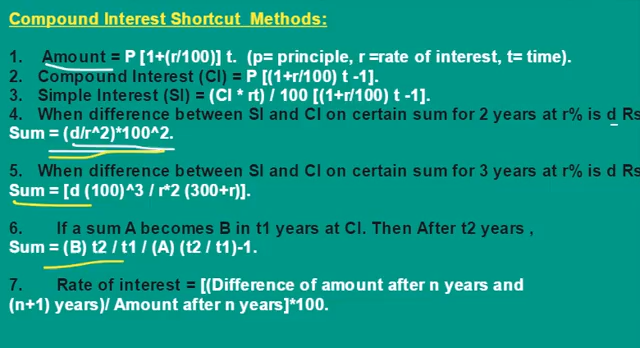 Compound Interest Shortcut Methods:
1. Amount = P [1+(r/100)] t. (p= principle, r =rate of interest, t= time).
2. Compound Interest (CI) = P [(1+r/100) t -1].
3. Simple Interest (SI) = (CI * rt) / 100 [(1+r/100) t -1].
4. When difference between SI and CI on certain sum for 2 years at r% is d Rs
Sum = (d/r^2)*100^2.
5. When difference between SI and CI on certain sum for 3 years at r% is d Rs
Sum = [d (100)^3 / r*2 (300+r)].
6. If a sum A becomes B in t1 years at CI. Then After t2 years ,
Sum = (B) t2 / t1 / (A) (t2 / t1)-1.
7. Rate of interest = [(Difference of amount after n years and
(n+1) years)/ Amount after n years]*100.